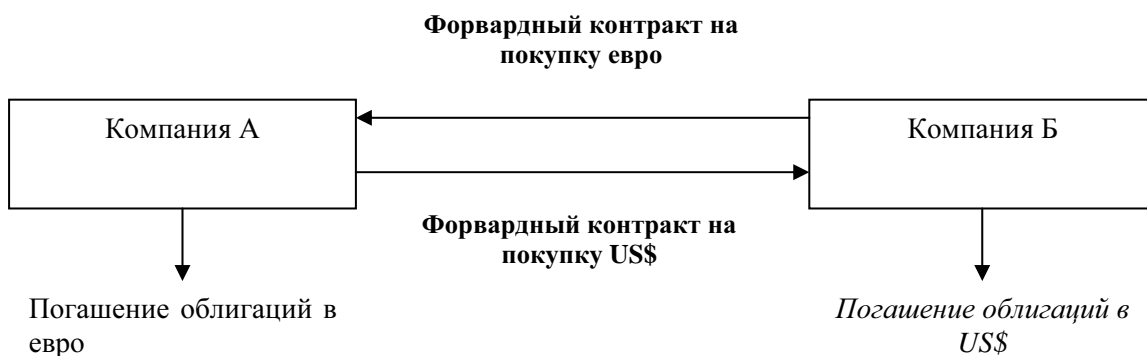 Форвардный контракт на
покупку евро
Компания А
Компания Б
Форвардный контракт на
покупку US$
Погашение облигаций в
евро
Погашение облигаций в
US$